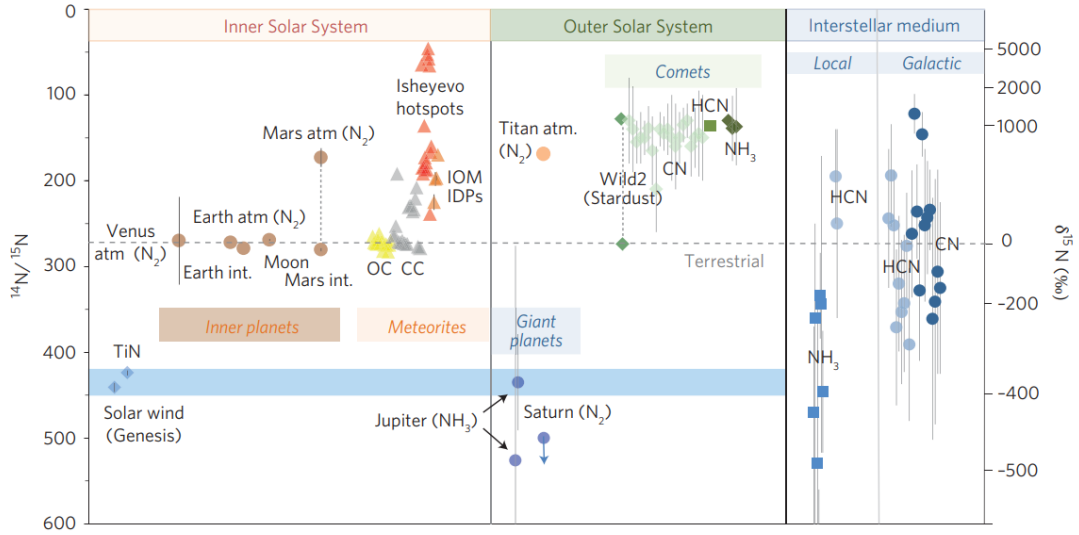 Inner Solar System
Outer Solar System
Interstellar medium
Local
Galactic
Comets
0
100
200
300
400
500
600
¹⁴N/ ¹⁵N
5000
2000
1000
0
–200
–400
–500
δ¹⁵ N (‰)
Isheyevo
hotspots
Mars atm (N₂)
IOM
IDPs
Venus
atm (N₂)
Earth atm (N₂)
Earth int.
Moon
Mars int.
OC
CC
Titan atm.
(N₂)
HCN
CN
NH₃
Wild2
(Stardust)
Terrestrial
HCN
HCN
CN
NH₃
Inner planets
Meteorites
Giant
planets
TiN
Solar wind
(Genesis)
Jupiter (NH₃)
Saturn (N₂)